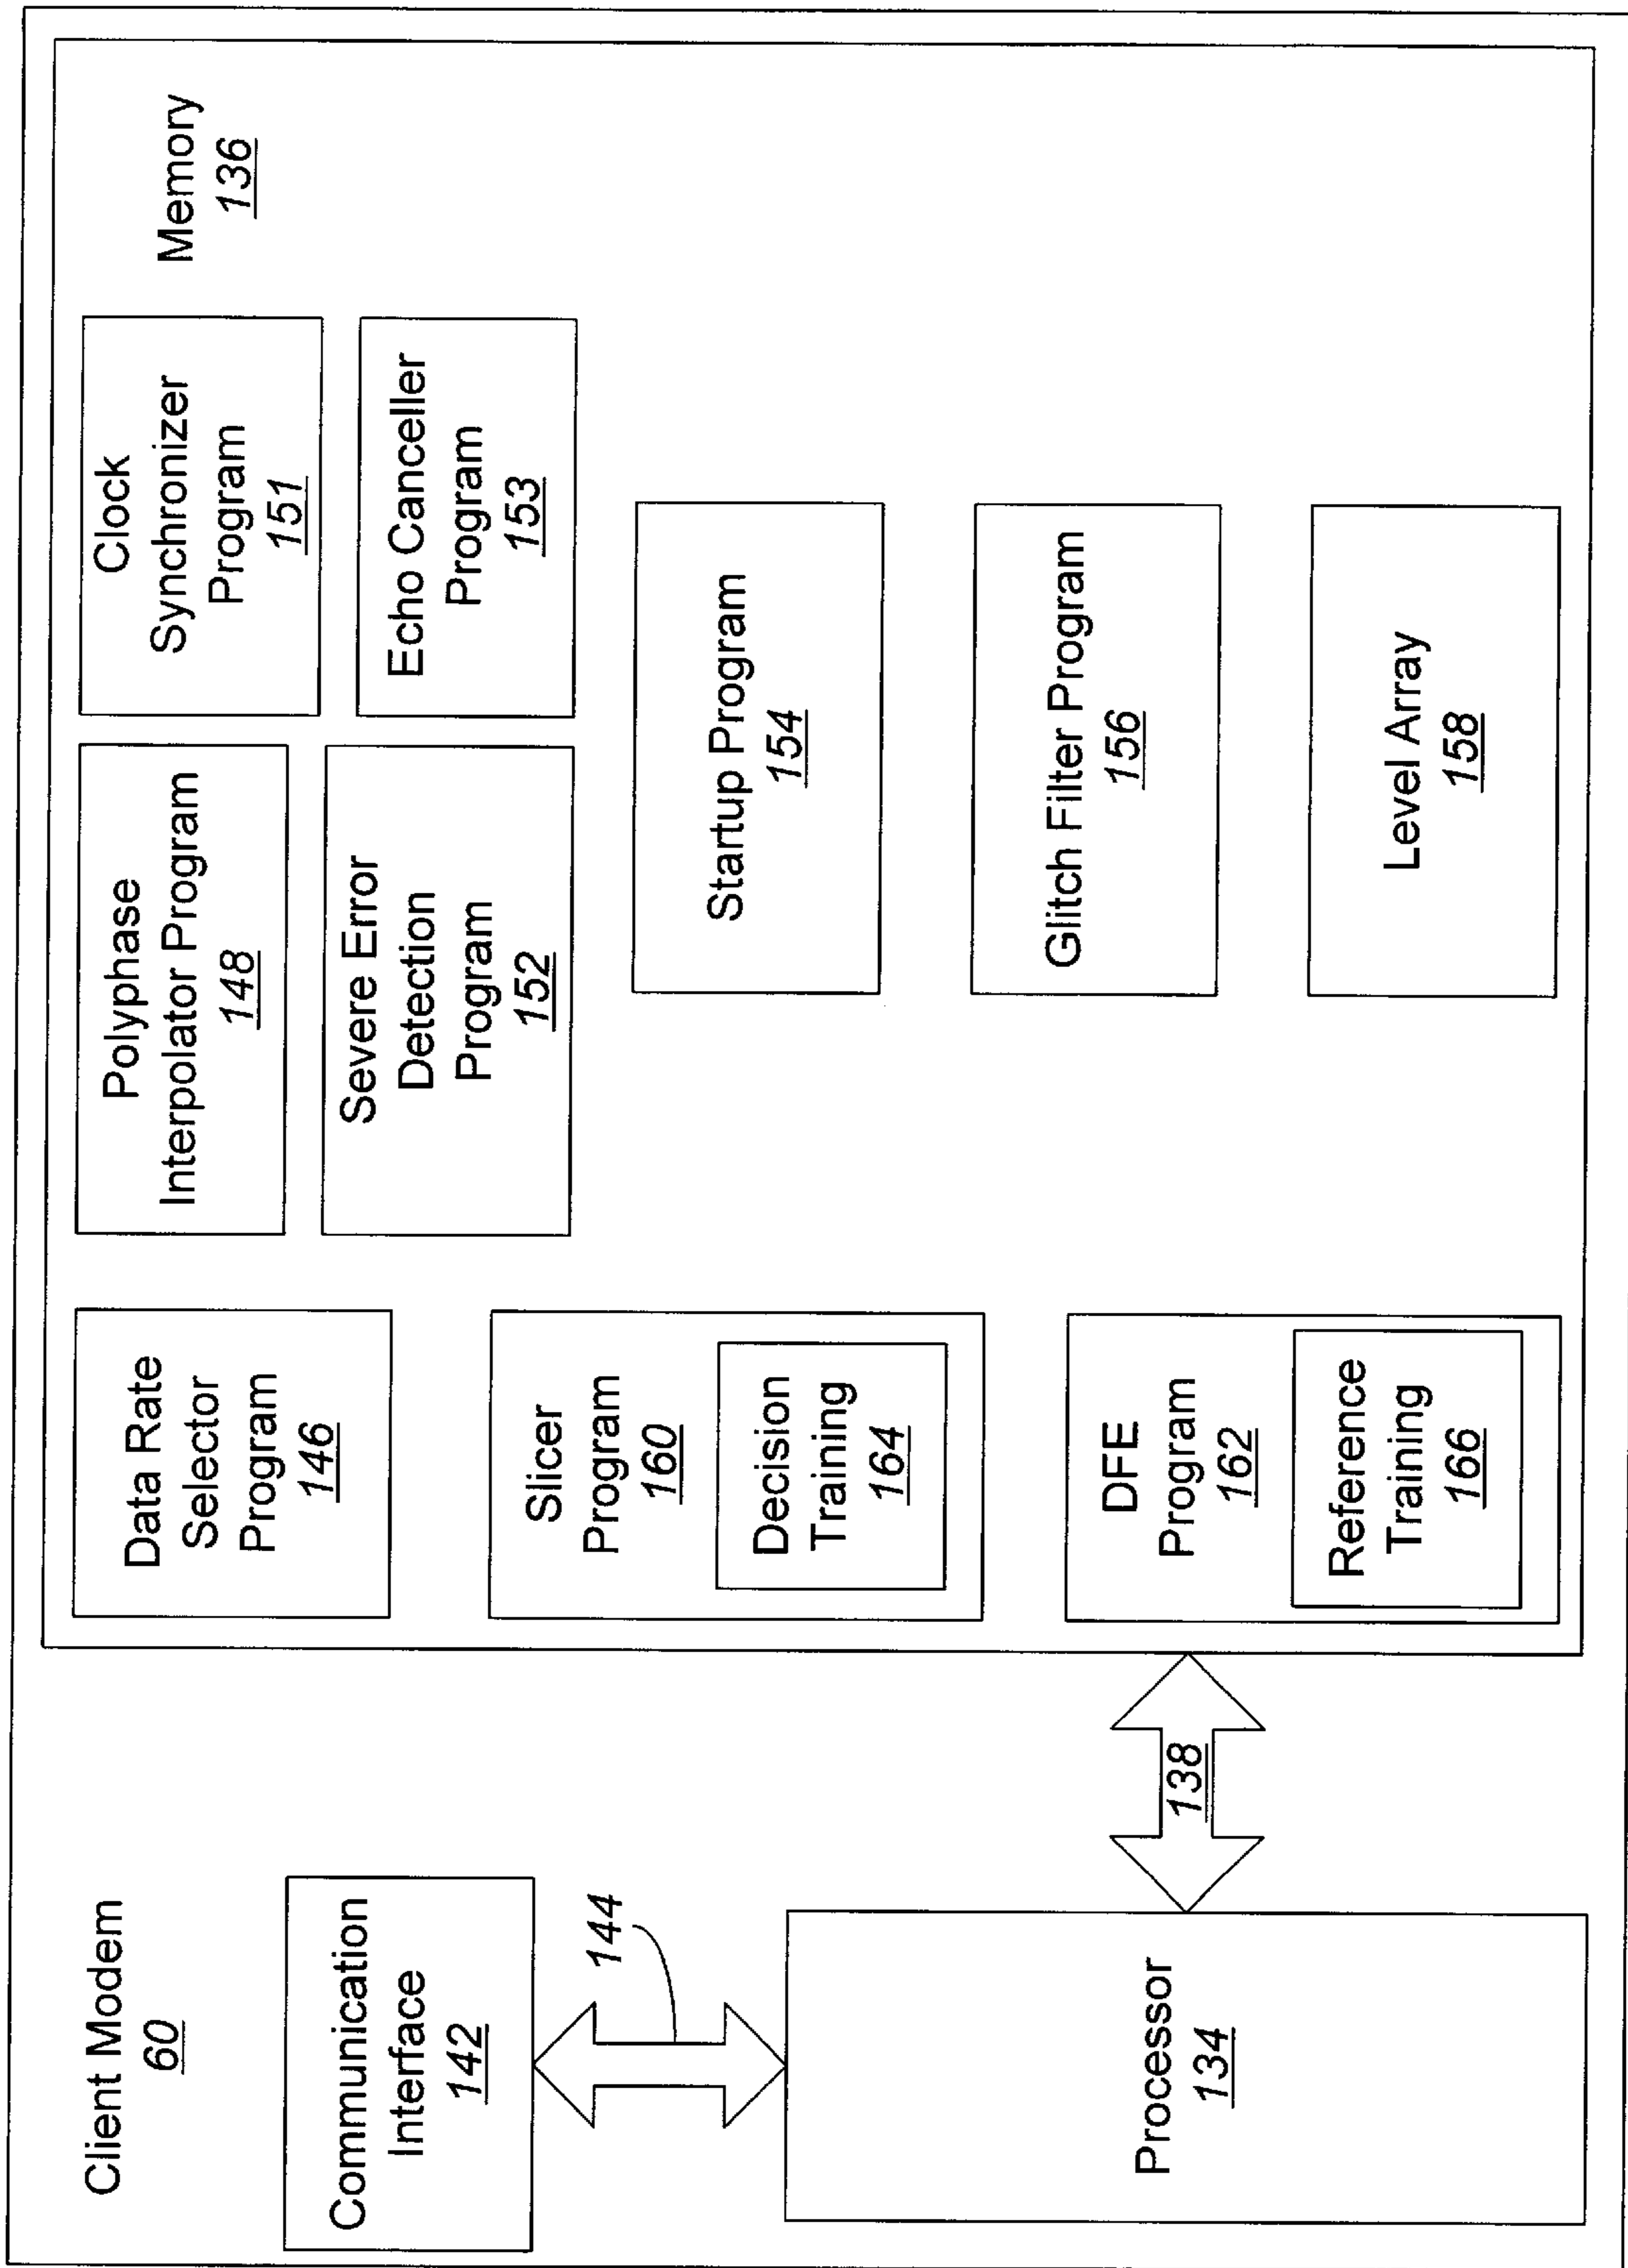 Client Modem
60
Communication
Interface
142
144
Processor
134
138
Memory
136
Data Rate
Selector
Program
146
Polyphase
Interpolator Program
148
Clock
Synchronizer
Program
151
Severe Error
Detection
Program
152
Echo Canceller
Program
153
Slicer
Program
160
Decision
Training
164
Startup Program
154
Glitch Filter Program
156
DFE
Program
162
Reference
Training
166
Level Array
158